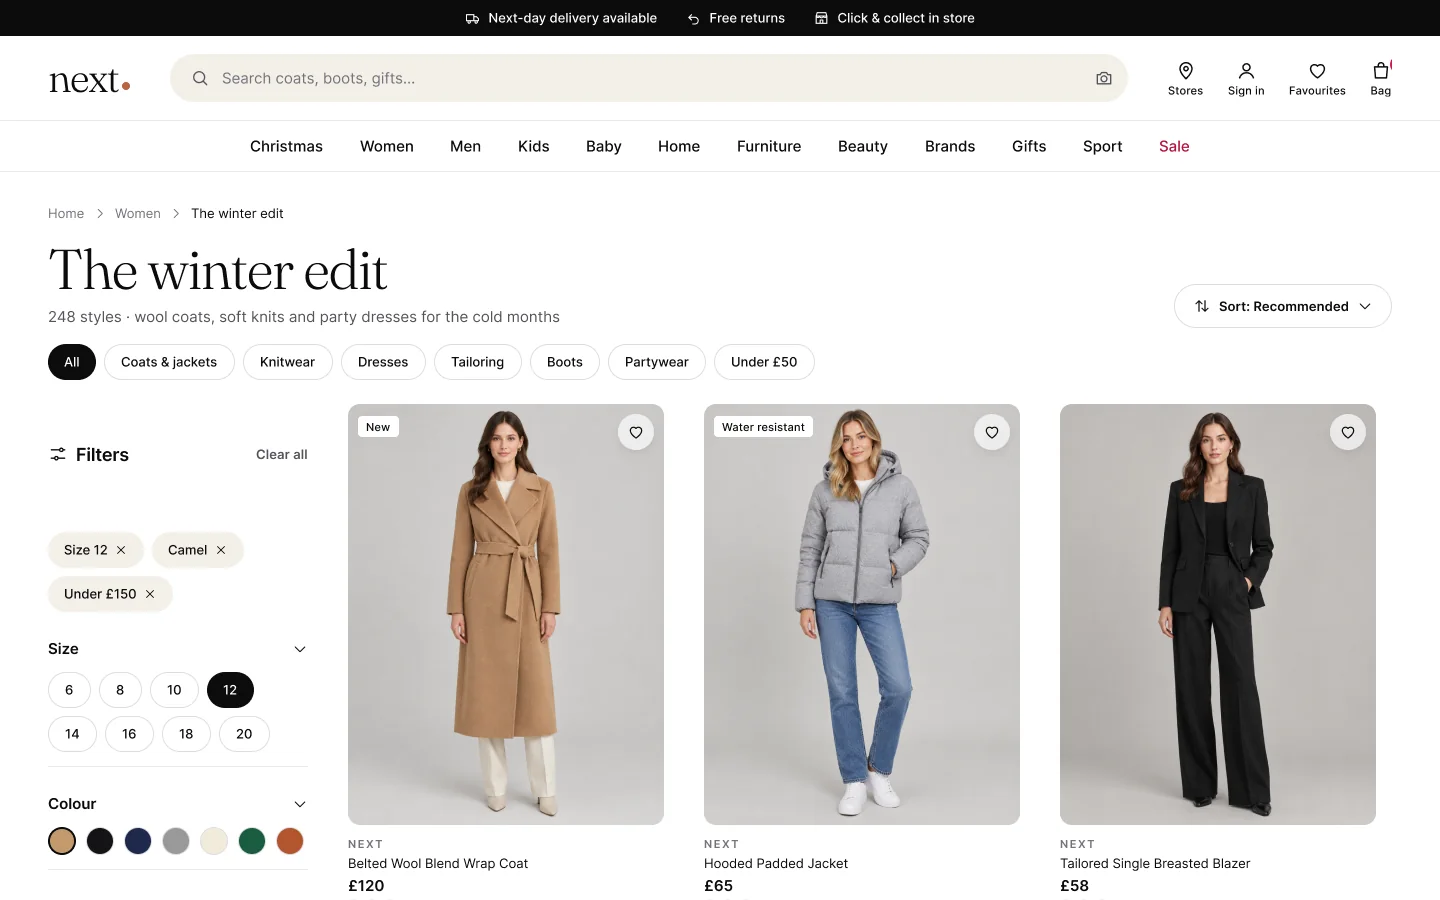 Next-day delivery available
Free returns
Click & collect in store
next.
Search coats, boots, gifts...
Stores
Sign in
Favourites
Bag
Christmas
Women
Men
Kids
Baby
Home
Furniture
Beauty
Brands
Gifts
Sport
Sale
Home
Women
The winter edit
The winter edit
248 styles · wool coats, soft knits and party dresses for the cold months
Sort: Recommended
All
Coats & jackets
Knitwear
Dresses
Tailoring
Boots
Partywear
Under £50
Filters
Clear all
Size 12
Camel
Under £150
Size
6
8
10
12
14
16
18
20
Colour
New
NEXT
Belted Wool Blend Wrap Coat
£120
Water resistant
NEXT
Hooded Padded Jacket
£65
NEXT
Tailored Single Breasted Blazer
£58